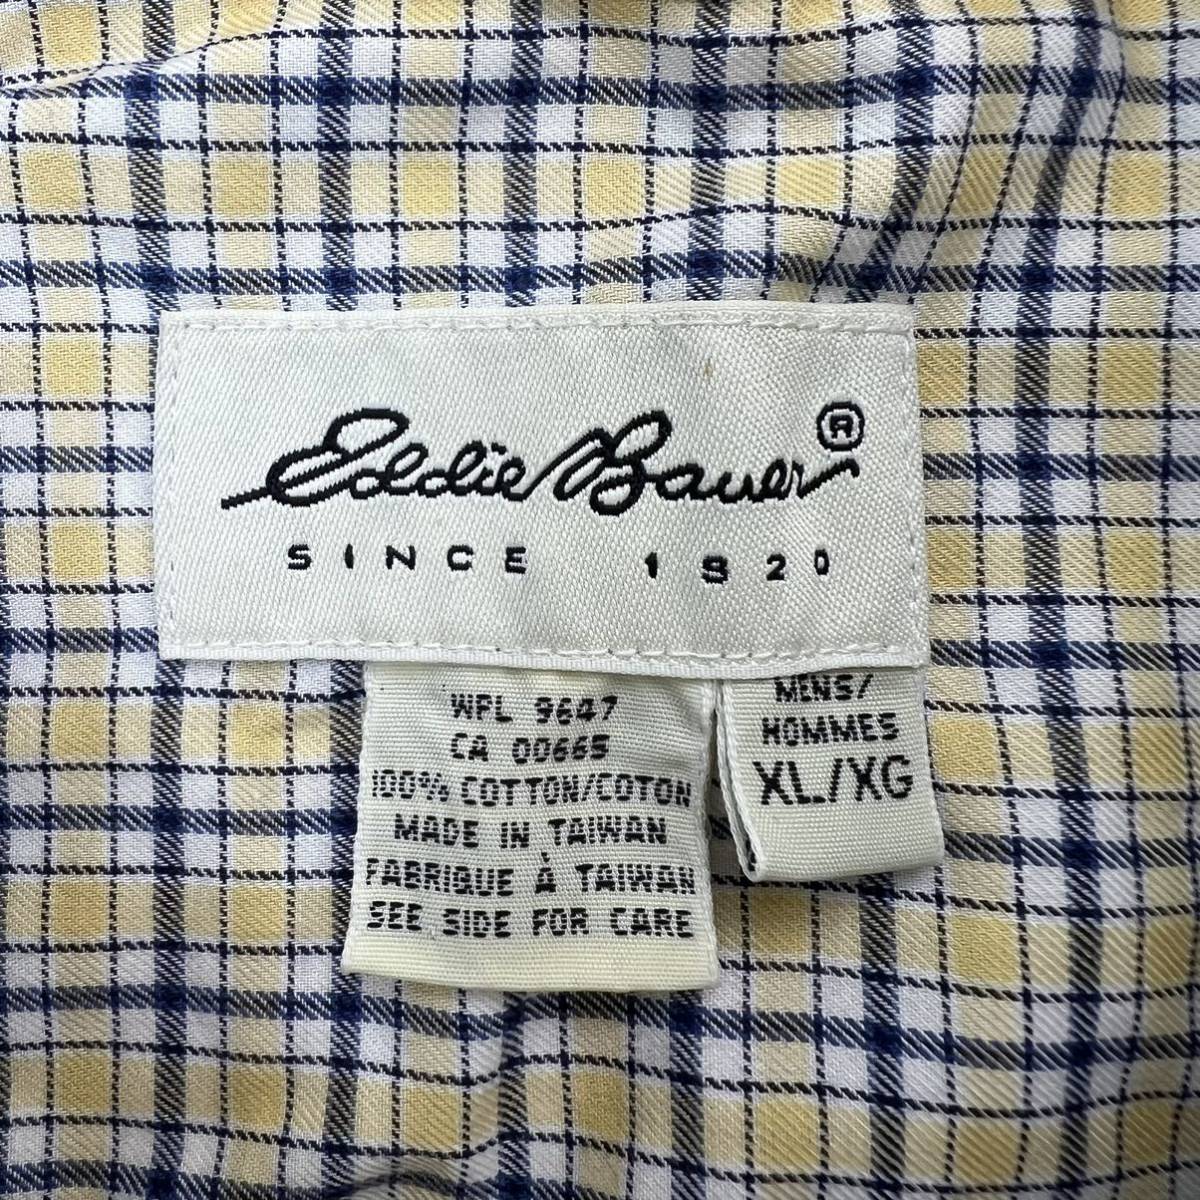 Eddie Bauer®
SINCE 1920
WPL 9647
CA 00665
100% COTTON/COTON
MADE IN TAIWAN
FABRIQUE À TAIWAN
SEE SIDE FOR CARE
MENS/
HOMMES
XL/XG